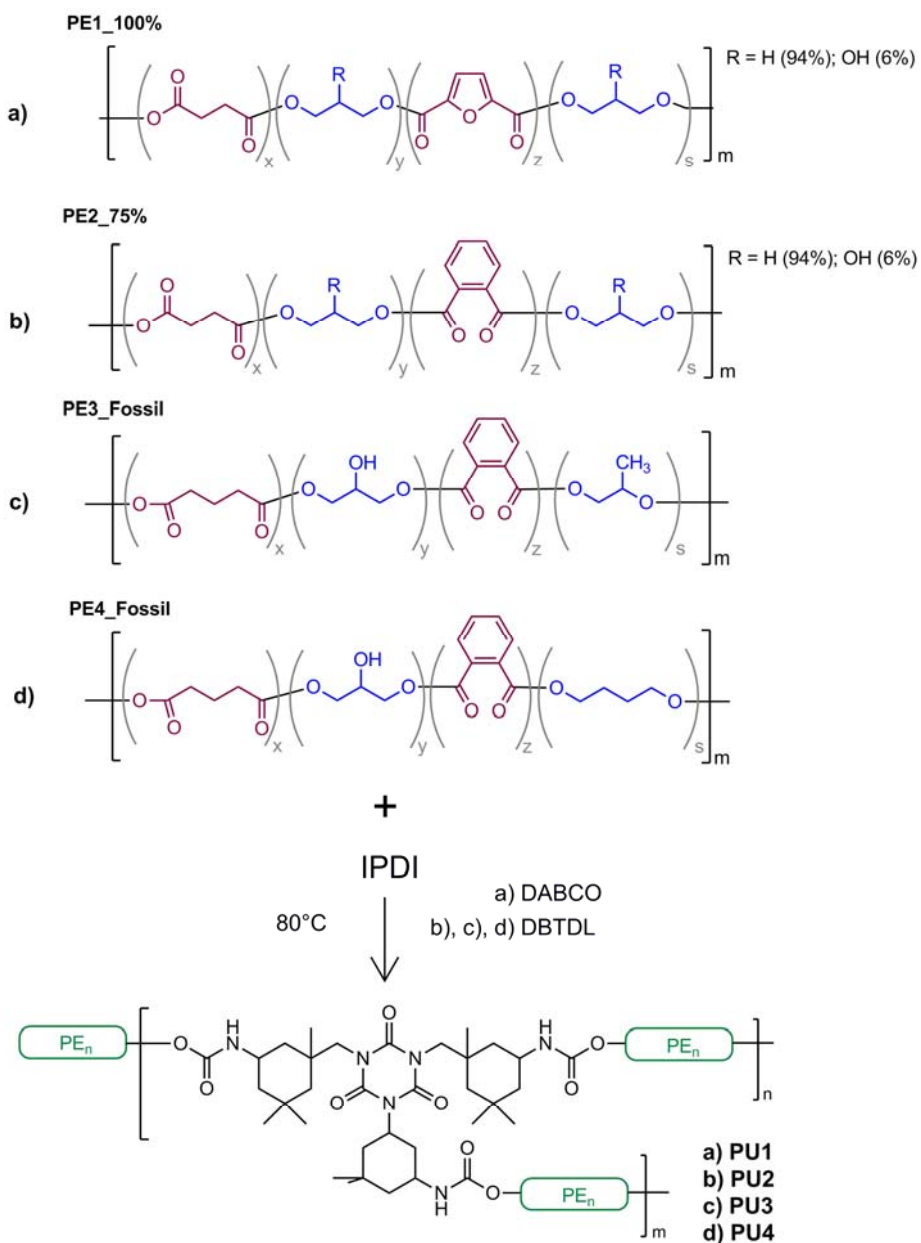 PE1_100%
R = H (94%); OH (6%)
a)
O O O R O O O O O R O
x y z s m
PE2_75%
R = H (94%); OH (6%)
b)
O O O R O O O O R O
x y z s m
PE3_Fossil
c)
O O O O OH O O O O CH3 O
x y z s m
PE4_Fossil
d)
O O O O OH O O O O O
x y z s m
+
IPDI
80°C
a) DABCO
b), c), d) DBTDL
PEn O O H N N O N O O N O H N O O PEn n
O H N O PEn m
a) PU1
b) PU2
c) PU3
d) PU4